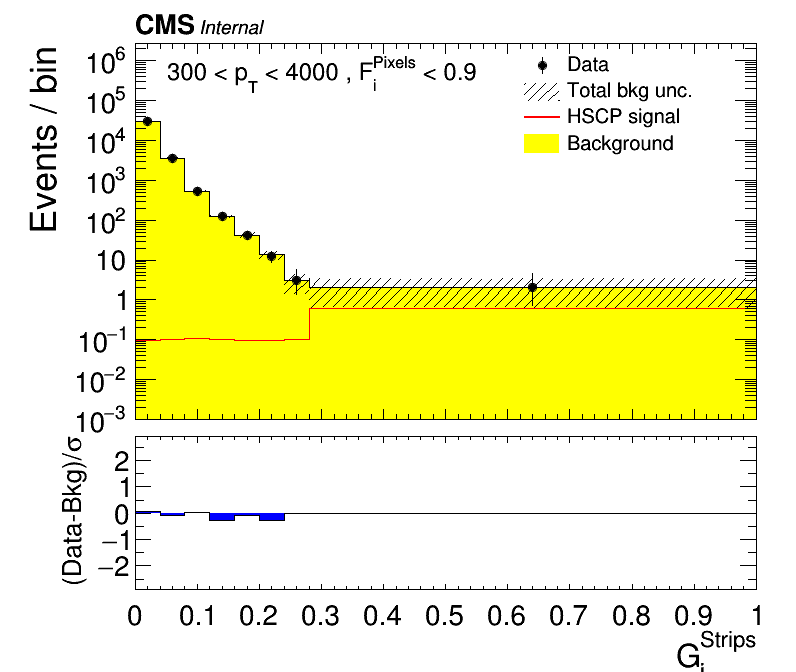 CMS Internal
300 < p_T < 4000 , F_i^Pixels < 0.9
Data
Total bkg unc.
HSCP signal
Background
Events / bin
10^6
10^5
10^4
10^3
10^2
10
1
10^−1
10^−2
10^−3
(Data-Bkg)/σ
2
1
0
−1
−2
0 0.1 0.2 0.3 0.4 0.5 0.6 0.7 0.8 0.9 1
G_i^Strips